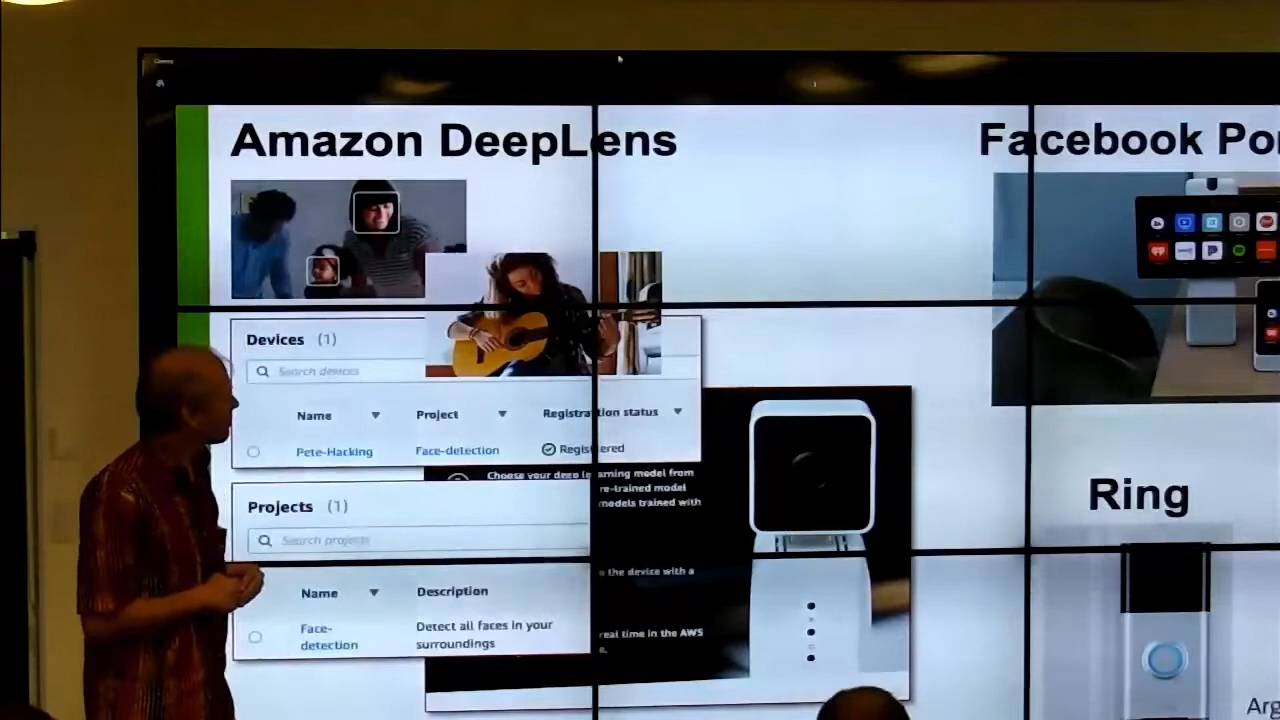 Amazon DeepLens
Facebook Po
Devices (1)
Search devices
Name Project Registration status
Pete-Hacking Face-detection Registered
Choose your deep learning model from
re-trained model
models trained with
Projects (1)
Search projects
the device with a
Name Description
Face-detection Detect all faces in your surroundings
real time in the AWS
Ring
Arg